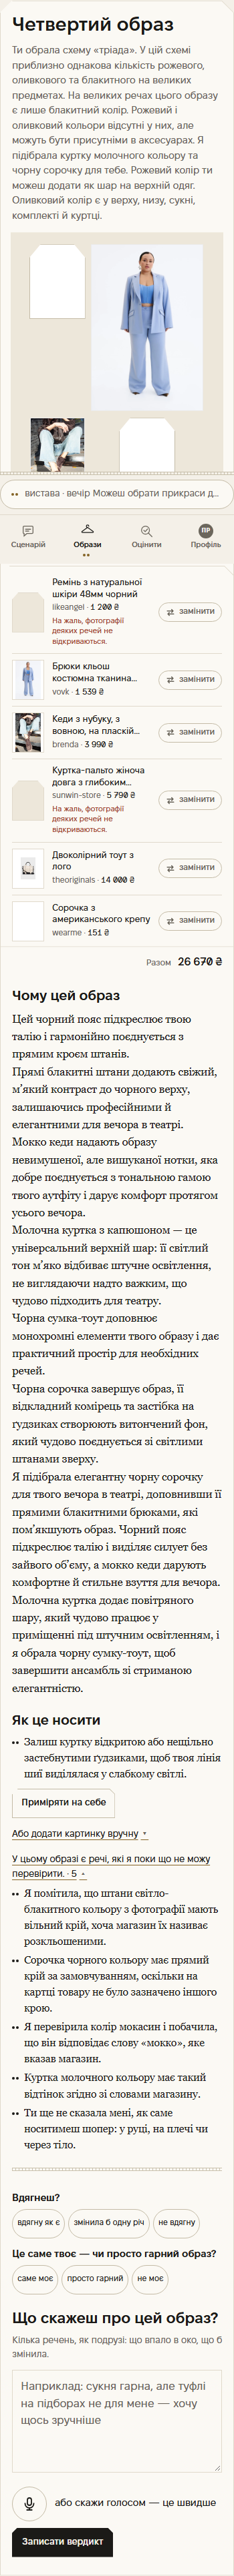 Четвертий образ
Ти обрала схему «тріада». У цій схемі
приблизно однакова кількість рожевого,
оливкового та блакитного на великих
предметах. На великих речах цього образу
є лише блакитний колір. Рожевий і
оливковий кольори відсутні у них, але
можуть бути присутніми в аксесуарах. Я
підібрала куртку молочного кольору та
чорну сорочку для тебе. Рожевий колір ти
можеш додати як шар на верхній одяг.
Оливковий колір є у верху, низу, сукні,
комплекті й куртці.
вистава · вечір Можеш обрати прикраси д...
Сценарій
Образи
Оцінити
ПР
Профіль
Ремінь з натуральної
шкіри 48мм чорний
likeangel · 1 200 ₴
На жаль, фотографії
деяких речей не
відкриваються.
замінити
Брюки кльош
костюмна тканина...
vovk · 1 539 ₴
замінити
Кеди з нубуку, з
вовною, на пласкій...
brenda · 3 990 ₴
замінити
Куртка-пальто жіноча
довга з глибоким...
sunwin-store · 5 790 ₴
На жаль, фотографії
деяких речей не
відкриваються.
замінити
Двоколірний тоут з
лого
theoriginals · 14 000 ₴
замінити
Сорочка з
американського крепу
wearme · 151 ₴
замінити
Разом 26 670 ₴
Чому цей образ
Цей чорний пояс підкреслює твою
талію і гармонійно поєднується з
прямим кроєм штанів.
Прямі блакитні штани додають свіжий,
м’який контраст до чорного верху,
залишаючись професійними й
елегантними для вечора в театрі.
Мокко кеди надають образу
невимушеної, але вишуканої нотки, яка
добре поєднується з тональною гамою
твого аутфіту і дарує комфорт протягом
усього вечора.
Молочна куртка з капюшоном — це
універсальний верхній шар: її світлий
тон м’яко відбиває штучне освітлення,
не виглядаючи надто важким, що
чудово підходить для театру.
Чорна сумка-тоут доповнює
монохромні елементи твого образу і дає
практичний простір для необхідних
речей.
Чорна сорочка завершує образ, її
відкладний комірець та застібка на
ґудзиках створюють витончений фон,
який чудово поєднується зі світлими
штанами зверху.
Я підібрала елегантну чорну сорочку
для твого вечора в театрі, доповнивши її
прямими блакитними брюками, які
пом’якшують образ. Чорний пояс
підкреслює талію і виділяє силует без
зайвого об’єму, а мокко кеди дарують
комфортне й стильне взуття для вечора.
Молочна куртка додає повітряного
шару, який чудово працює у
приміщенні під штучним освітленням, і
я обрала чорну сумку-тоут, щоб
завершити ансамбль зі стриманою
елегантністю.
Як це носити
Залиш куртку відкритою або нещільно
застебнутими ґудзиками, щоб твоя лінія
шиї виділялася у слабкому світлі.
Приміряти на себе
Або додати картинку вручну
У цьому образі є речі, які я поки що не можу
перевірити. · 5
Я помітила, що штани світло-
блакитного кольору з фотографії мають
вільний крій, хоча магазин їх називає
розкльошеними.
Сорочка чорного кольору має прямий
крій за замовчуванням, оскільки на
картці товару не було зазначено іншого
крою.
Я перевірила колір мокасин і побачила,
що він відповідає слову «мокко», яке
вказав магазин.
Куртка молочного кольору має такий
відтінок згідно зі словами магазину.
Ти ще не сказала мені, як саме
носитимеш шопер: у руці, на плечі чи
через тіло.
Вдягнеш?
вдягну як є
змінила б одну річ
не вдягну
Це саме твоє — чи просто гарний образ?
саме моє
просто гарний
не моє
Що скажеш про цей образ?
Кілька речень, як подрузі: що впало в око, що б
змінила.
Наприклад: сукня гарна, але туфлі
на підборах не для мене — хочу
щось зручніше
або скажи голосом — це швидше
Записати вердикт